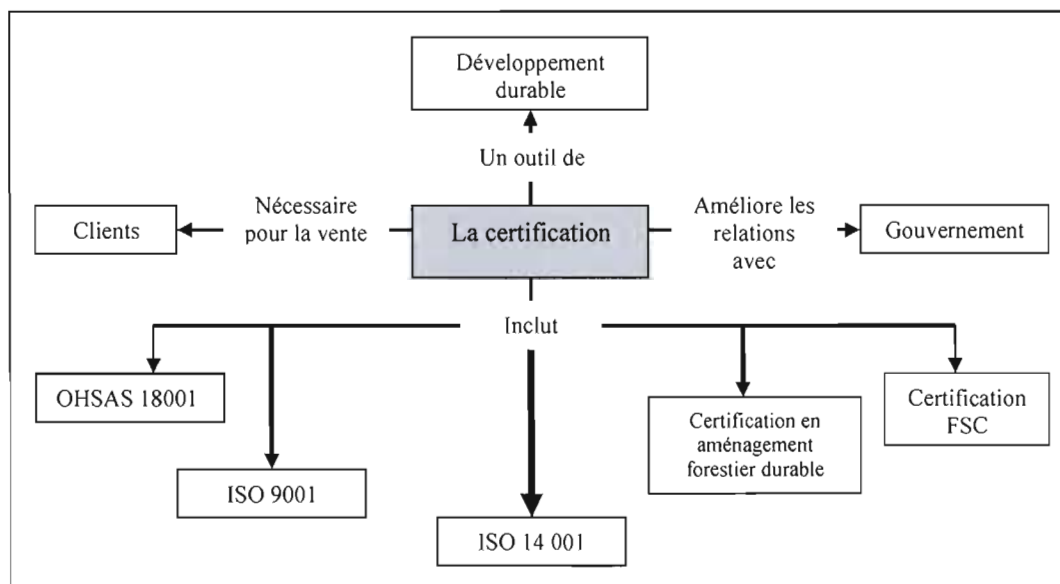 Développement
durable
Un outil de
Nécessaire
pour la vente
Clients
La certification
Améliore les
relations
avec
Gouvernement
Inclut
OHSAS 18001
ISO 9001
ISO 14 001
Certification en
aménagement
forestier durable
Certification
FSC